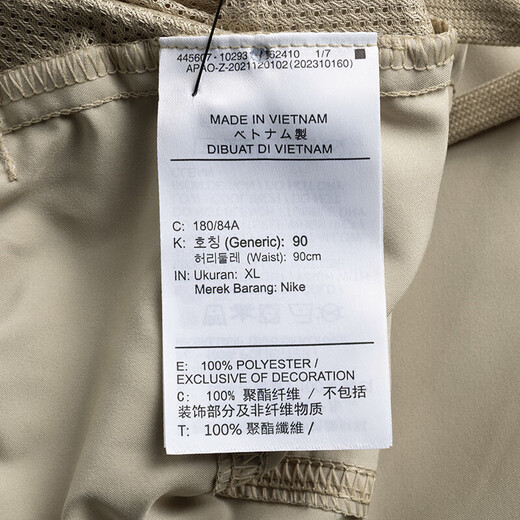 445607-10293 162410 1/7
APAO-Z-2021120102 (202310160)
MADE IN VIETNAM
ベトナム製
DIBUAT DI VIETNAM
C: 180/84A
K: 호칭 (Generic): 90
허리둘레 (Waist): 90cm
IN: Ukuran: XL
Merek Barang: Nike
E: 100% POLYESTER /
EXCLUSIVE OF DECORATION
C: 100% 聚酯纤维 / 不包括
装饰部分及非纤维物质
T: 100% 聚酯纖維 /